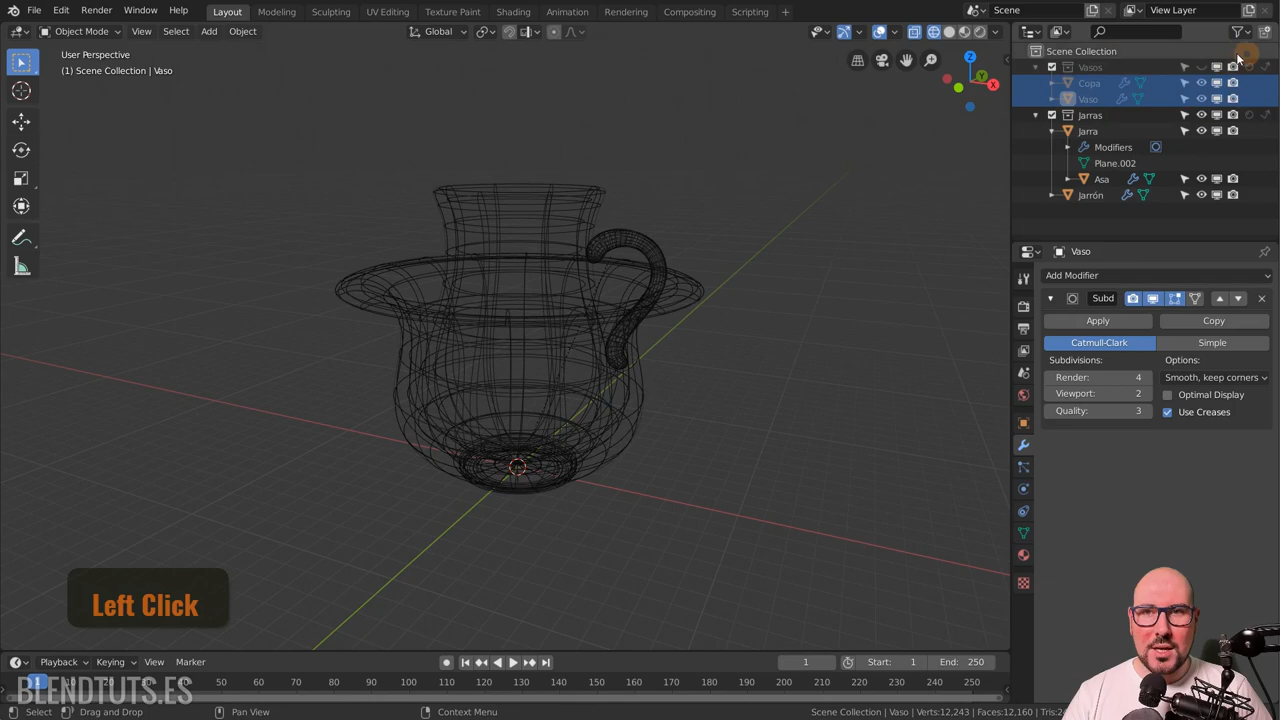 File Edit Render Window Help Layout Modeling Sculpting UV Editing Texture Paint Shading Animation Rendering Compositing Scripting + Scene View Layer
Object Mode View Select Add Object Global
User Perspective
(1) Scene Collection | Vaso
Scene Collection
Vasos
Copa
Vaso
Jarras
Jarra
Modifiers
Plane.002
Asa
Jarrón
Vaso
Add Modifier
Subd
Apply Copy
Catmull-Clark Simple
Subdivisions: Options:
Render: 4 Smooth, keep corners
Viewport: 2 Optimal Display
Quality: 3 Use Creases
X
Y
Z
Left Click
Playback Keying View Marker 1 Start: 1 End: 250
1 20 30 40 50 60 70 80 90 100 110 120 130 140 150 160 170 180 190 200 210 220 230 240 250
BLENDTUTS.ES
Select Drag and Drop Pan View Context Menu Scene Collection | Vaso | Verts:12,243 | Faces:12,160 | Tris:24